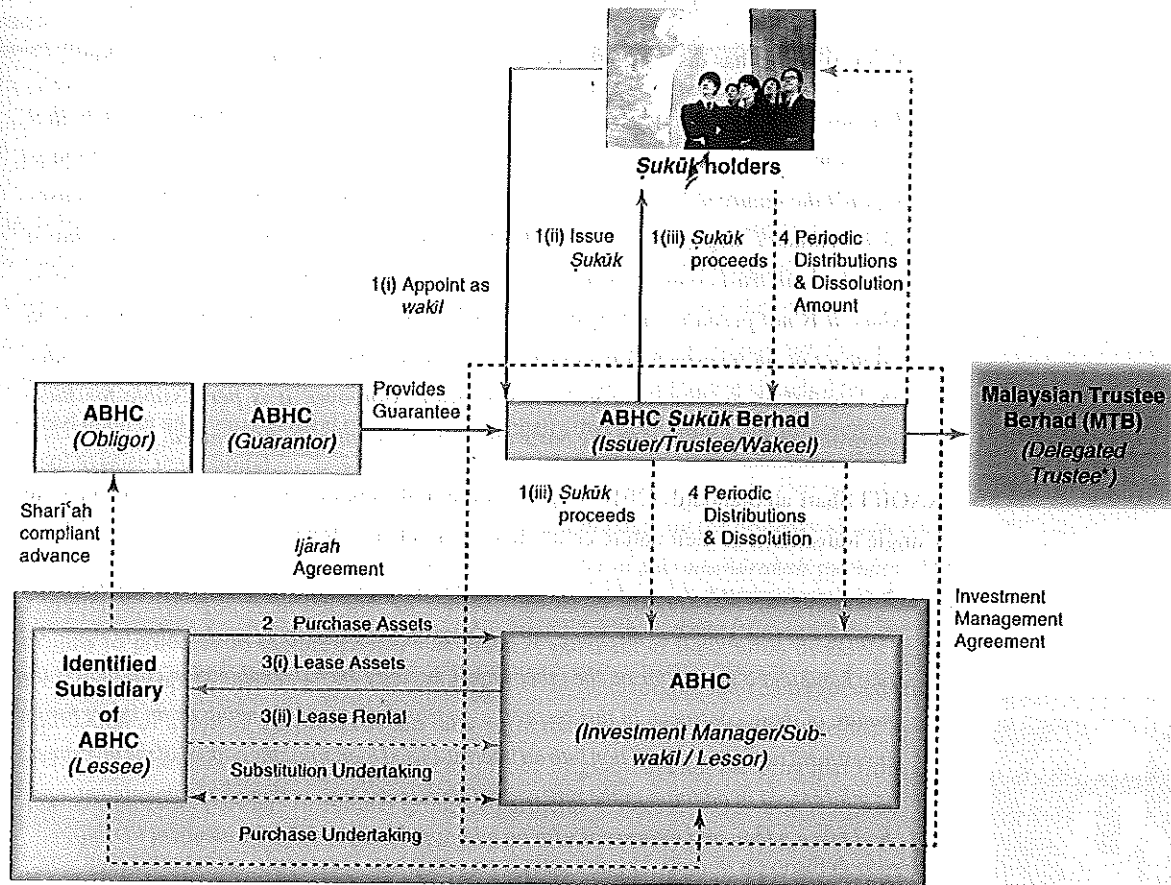 Ṣukūk holders
1(i) Appoint as
wakil
1(ii) Issue
Ṣukūk
1(iii) Ṣukūk
proceeds
4 Periodic
Distributions
& Dissolution
Amount
ABHC
(Obligor)
ABHC
(Guarantor)
Provides
Guarantee
ABHC Ṣukūk Berhad
(Issuer/Trustee/Wakeel)
Malaysian Trustee
Berhad (MTB)
(Delegated
Trustee*)
Shariʿah
compliant
advance
Ijārah
Agreement
1(iii) Ṣukūk
proceeds
4 Periodic
Distributions
& Dissolution
Investment
Management
Agreement
Identified
Subsidiary
of
ABHC
(Lessee)
2 Purchase Assets
3(i) Lease Assets
3(ii) Lease Rental
Substitution Undertaking
Purchase Undertaking
ABHC
(Investment Manager/Sub-
wakil / Lessor)